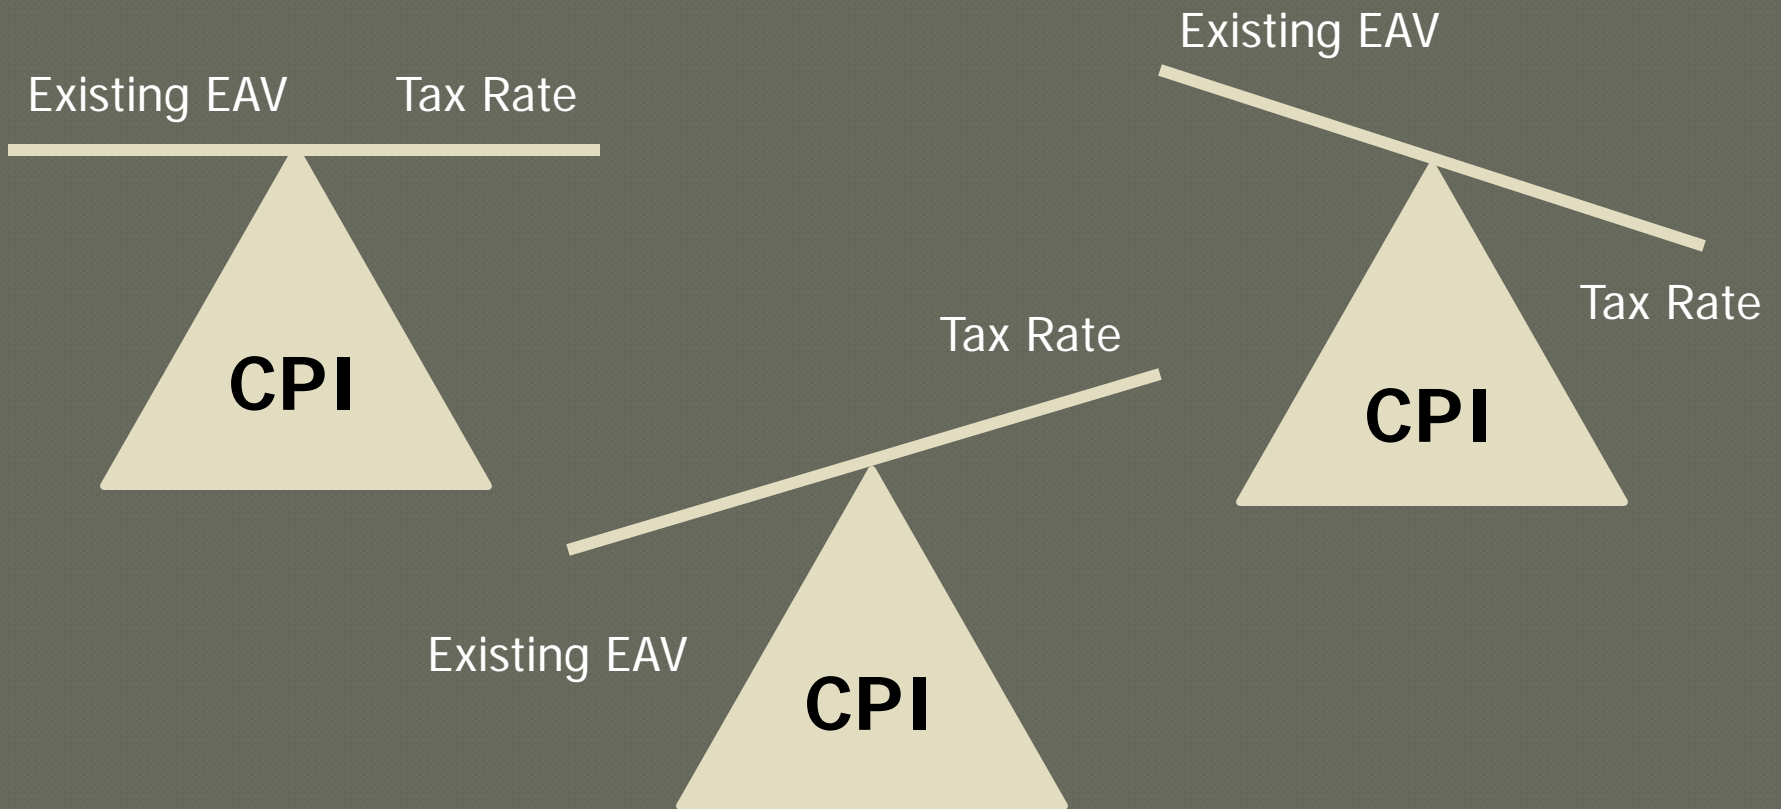 Existing EAV
Tax Rate
CPI
Tax Rate
Existing EAV
CPI
Existing EAV
Tax Rate
CPI